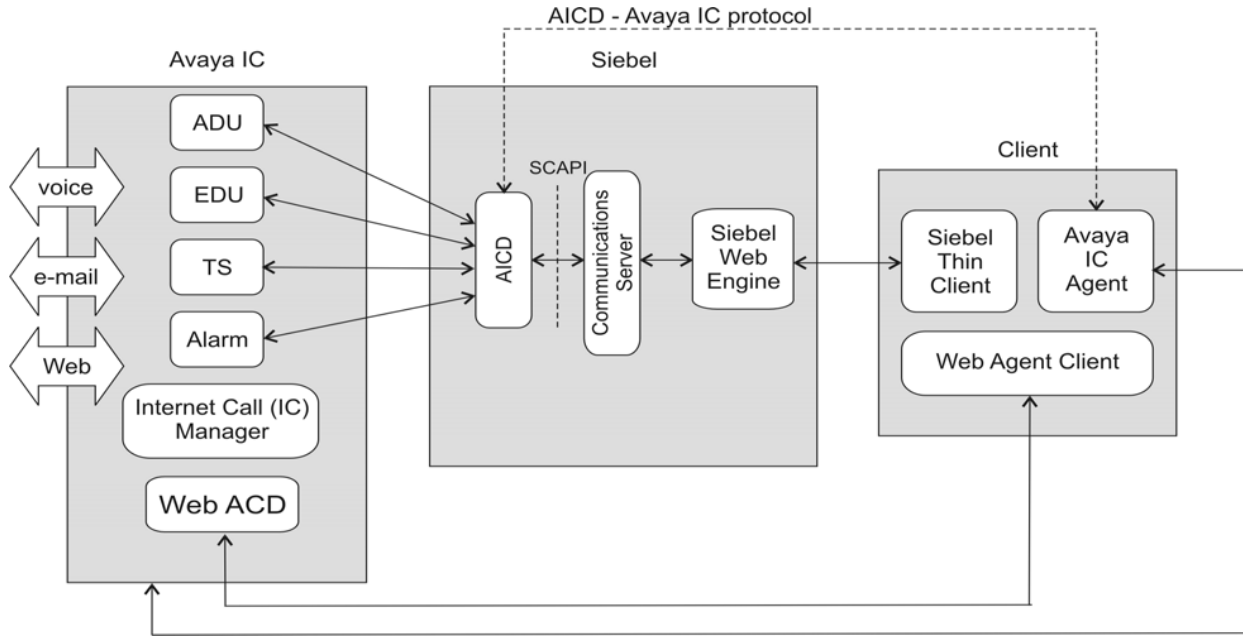 AICD - Avaya IC protocol
Avaya IC
Siebel
Client
ADU
EDU
TS
Alarm
voice
e-mail
Web
Internet Call (IC)
Manager
Web ACD
AICD
SCAPI
Communications
Server
Siebel
Web
Engine
Siebel
Thin
Client
Avaya
IC
Agent
Web Agent Client